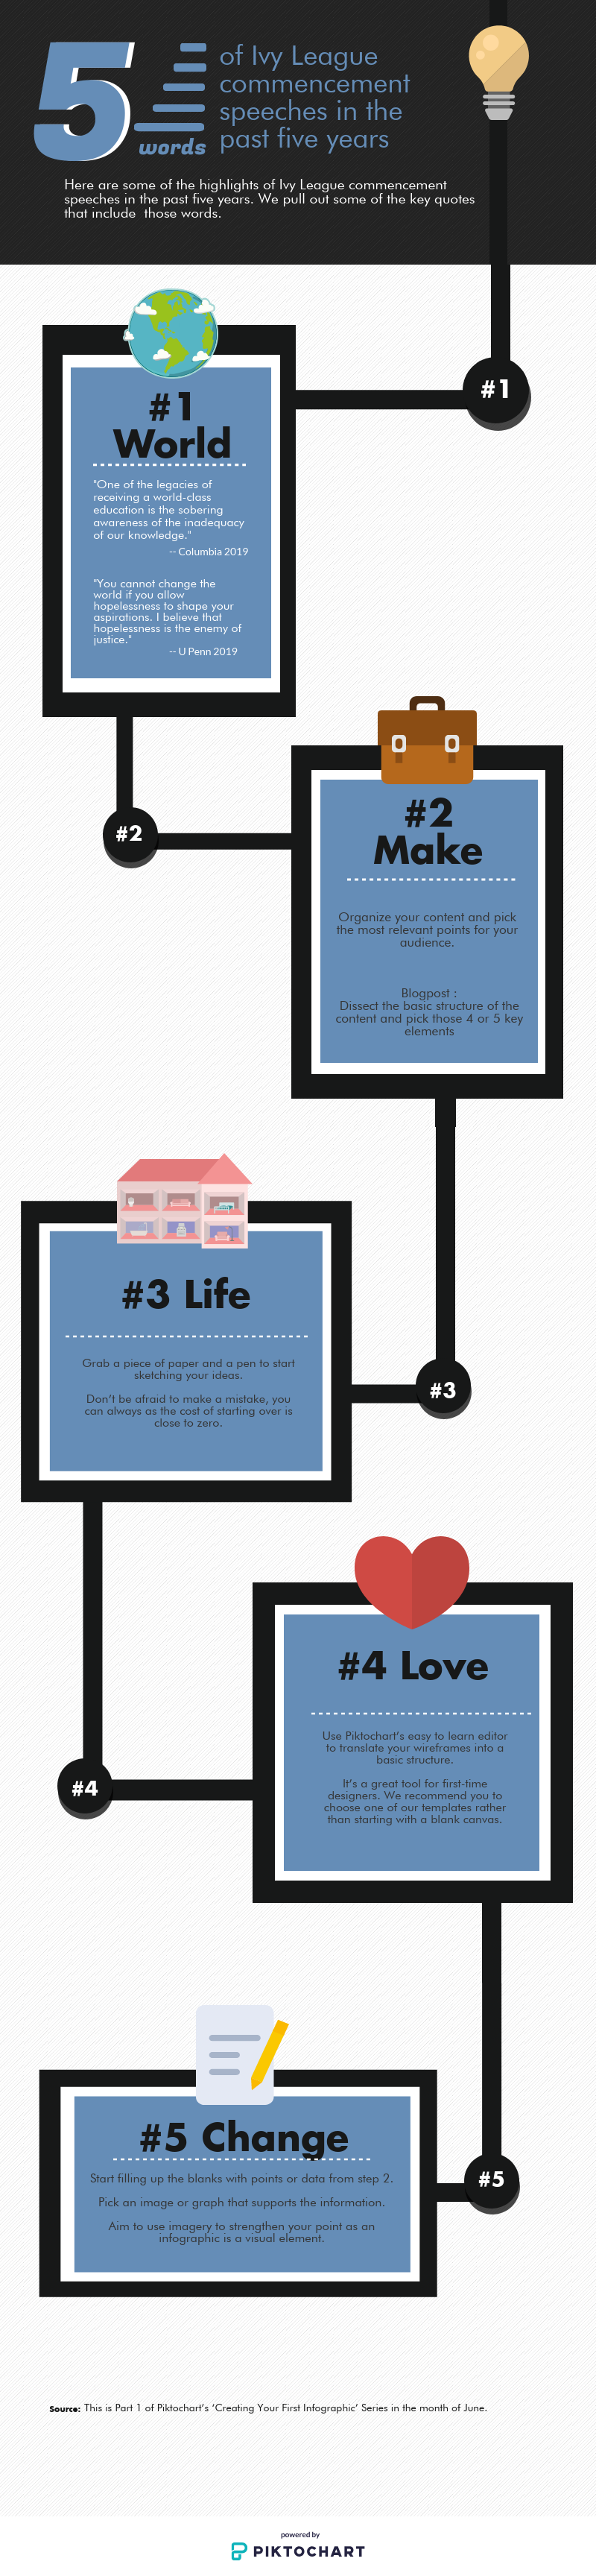 5
words
of Ivy League
commencement
speeches in the
past five years
Here are some of the highlights of Ivy League commencement
speeches in the past five years. We pull out some of the key quotes
that include those words.
#1
#1
World
"One of the legacies of
receiving a world-class
education is the sobering
awareness of the inadequacy
of our knowledge."
-- Columbia 2019
"You cannot change the
world if you allow
hopelessness to shape your
aspirations. I believe that
hopelessness is the enemy of
justice."
-- U Penn 2019
#2
#2
Make
Organize your content and pick
the most relevant points for your
audience.
Blogpost :
Dissect the basic structure of the
content and pick those 4 or 5 key
elements
#3 Life
Grab a piece of paper and a pen to start
sketching your ideas.
Don't be afraid to make a mistake, you
can always as the cost of starting over is
close to zero.
#3
#4 Love
Use Piktochart's easy to learn editor
to translate your wireframes into a
basic structure.
It's a great tool for first-time
designers. We recommend you to
choose one of our templates rather
than starting with a blank canvas.
#4
#5 Change
Start filling up the blanks with points or data from step 2.
Pick an image or graph that supports the information.
Aim to use imagery to strengthen your point as an
infographic is a visual element.
#5
Source: This is Part 1 of Piktochart's 'Creating Your First Infographic' Series in the month of June.
powered by
PIKTOCHART